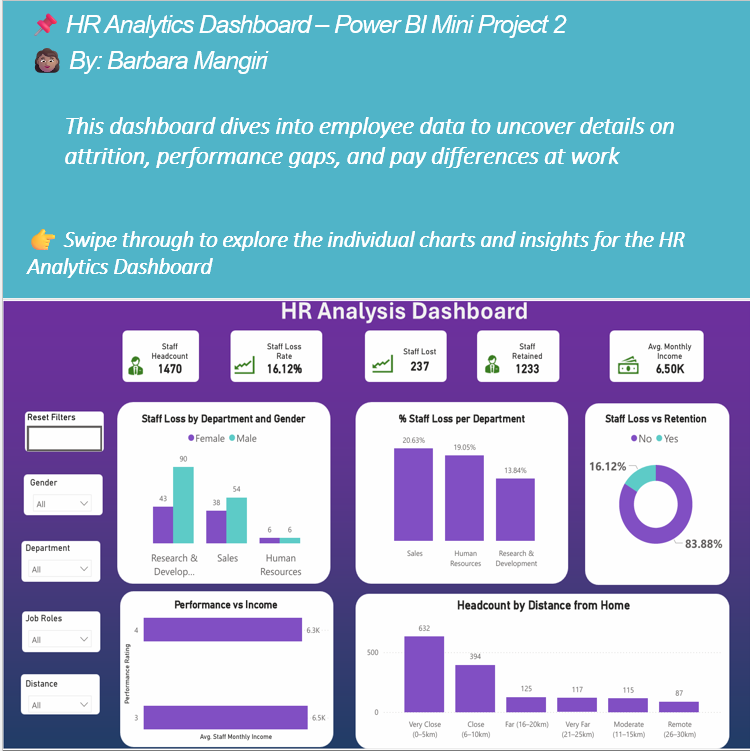 📌 HR Analytics Dashboard – Power BI Mini Project 2
👩🏽 By: Barbara Mangiri
This dashboard dives into employee data to uncover details on
attrition, performance gaps, and pay differences at work
👉 Swipe through to explore the individual charts and insights for the HR
Analytics Dashboard
HR Analysis Dashboard
Staff
Headcount
1470
Staff Loss
Rate
16.12%
Staff Lost
237
Staff
Retained
1233
Avg. Monthly
Income
6.50K
Reset Filters
Gender
All
Department
All
Job Roles
All
Distance
All
Staff Loss by Department and Gender
Female Male
90
43
38
54
6
6
Research &
Develop...
Sales
Human
Resources
% Staff Loss per Department
20.63%
19.05%
13.84%
Sales
Human
Resources
Research &
Development
Staff Loss vs Retention
No Yes
16.12%
83.88%
Performance vs Income
Performance Rating
4
6.3K
3
6.5K
Avg. Staff Monthly Income
Headcount by Distance from Home
500
0
632
394
125
117
115
87
Very Close
(0–5km)
Close
(6–10km)
Far (16–20km)
Very Far
(21–25km)
Moderate
(11–15km)
Remote
(26–30km)